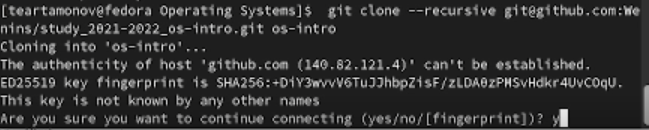 [teartamonov@fedora Operating Systems]$  git clone --recursive git@github.com:We
nins/study_2021-2022_os-intro.git os-intro
Cloning into 'os-intro'...
The authenticity of host 'github.com (140.82.121.4)' can't be established.
ED25519 key fingerprint is SHA256:+DiY3wvvV6TuJJhbpZisF/zLDA0zPMSvHdkr4UvCOqU.
This key is not known by any other names
Are you sure you want to continue connecting (yes/no/[fingerprint])? y